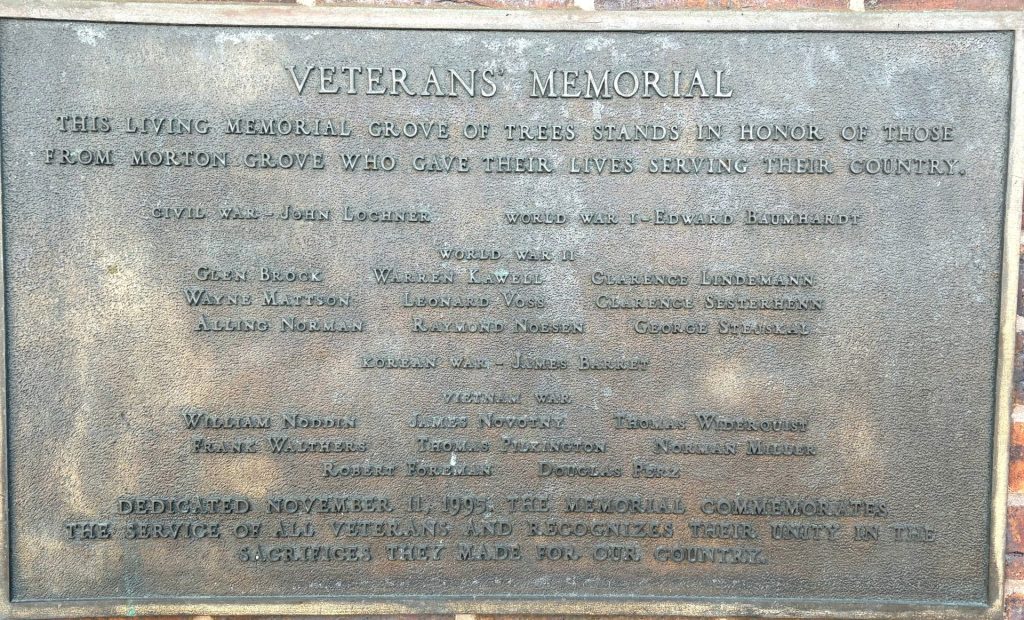 VETERANS' MEMORIAL
THIS LIVING MEMORIAL GROVE OF TREES STANDS IN HONOR OF THOSE
FROM MORTON GROVE WHO GAVE THEIR LIVES SERVING THEIR COUNTRY.
CIVIL WAR - JOHN LOCHNER WORLD WAR I - EDWARD BAUMHARDT
WORLD WAR II
GLEN BROCK WARREN KAWELL CLARENCE LINDEMANN
WAYNE MATTSON LEONARD VOSS CLARENCE SESTERHENN
ALLING NORMAN RAYMOND NOESEN GEORGE STEJSKAL
KOREAN WAR - JAMES BARRET
VIETNAM WAR
WILLIAM NODDIN JAMES NOVOTNY THOMAS WIDERQUIST
FRANK WALTHERS THOMAS PILKINGTON NORMAN MILLER
ROBERT FOREMAN DOUGLAS PERZ
DEDICATED NOVEMBER 11, 1995. THE MEMORIAL COMMEMORATES
THE SERVICE OF ALL VETERANS AND RECOGNIZES THEIR UNITY IN THE
SACRIFICES THEY MADE FOR OUR COUNTRY.